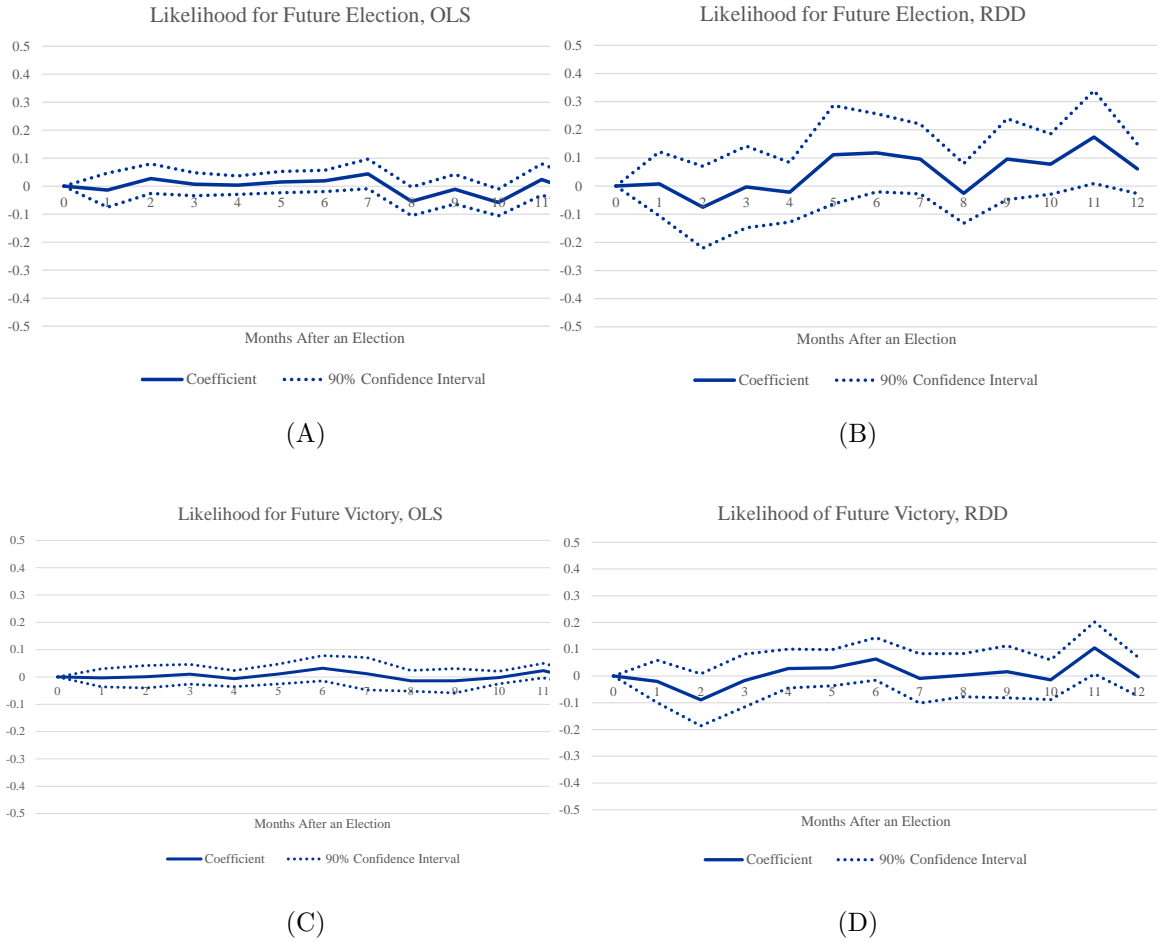 Likelihood for Future Election, OLS
0.5
0.4
0.3
0.2
0.1
0
-0.1
-0.2
-0.3
-0.4
-0.5
0 1 2 3 4 5 6 7 8 9 10 11
Months After an Election
Coefficient 90% Confidence Interval
(A)
Likelihood for Future Election, RDD
0.5
0.4
0.3
0.2
0.1
0
-0.1
-0.2
-0.3
-0.4
-0.5
0 1 2 3 4 5 6 7 8 9 10 11 12
Months After an Election
Coefficient 90% Confidence Interval
(B)
Likelihood for Future Victory, OLS
0.5
0.4
0.3
0.2
0.1
0
-0.1
-0.2
-0.3
-0.4
-0.5
0 1 2 3 4 5 6 7 8 9 10 11
Months After an Election
Coefficient 90% Confidence Interval
(C)
Likelihood of Future Victory, RDD
0.5
0.4
0.3
0.2
0.1
0
-0.1
-0.2
-0.3
-0.4
-0.5
0 1 2 3 4 5 6 7 8 9 10 11 12
Months After an Election
Coefficient 90% Confidence Interval
(D)